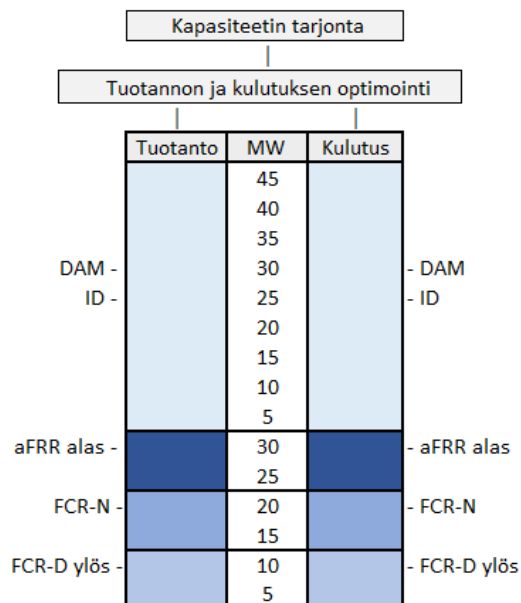 Kapasiteetin tarjonta
Tuotannon ja kulutuksen optimointi
Tuotanto MW Kulutus
45
40
35
DAM - 30 - DAM
ID - 25 - ID
20
15
10
5
aFRR alas - 30 - aFRR alas
25
FCR-N - 20 - FCR-N
15
FCR-D ylös - 10 - FCR-D ylös
5